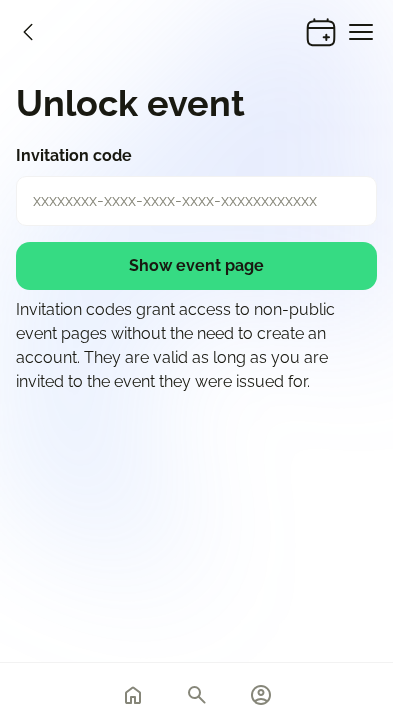 Unlock event
Invitation code
xxxxxxxx-xxxx-xxxx-xxxx-xxxxxxxxxxxx
Show event page
Invitation codes grant access to non-public
event pages without the need to create an
account. They are valid as long as you are
invited to the event they were issued for.